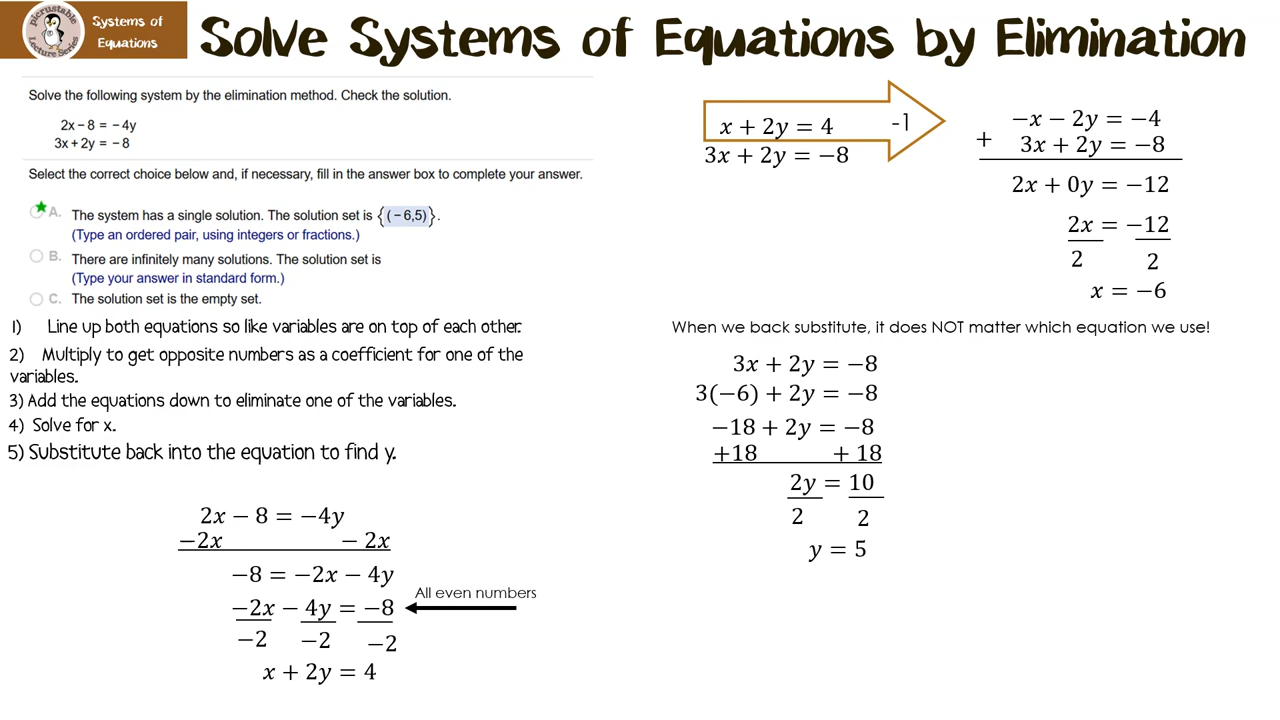 picrustable
Lecture Series
Systems of
Equations
Solve Systems of Equations by Elimination
Solve the following system by the elimination method. Check the solution.
2x − 8 = − 4y
3x + 2y = − 8
Select the correct choice below and, if necessary, fill in the answer box to complete your answer.
A. The system has a single solution. The solution set is {(− 6,5)}.
(Type an ordered pair, using integers or fractions.)
B. There are infinitely many solutions. The solution set is
(Type your answer in standard form.)
C. The solution set is the empty set.
1) Line up both equations so like variables are on top of each other.
2) Multiply to get opposite numbers as a coefficient for one of the
variables.
3) Add the equations down to eliminate one of the variables.
4) Solve for x.
5) Substitute back into the equation to find y.
2x − 8 = −4y
−2x − 2x
−8 = −2x − 4y
−2x − 4y = −8
All even numbers
−2 −2 −2
x + 2y = 4
x + 2y = 4 -1
3x + 2y = −8
−x − 2y = −4
+ 3x + 2y = −8
2x + 0y = −12
2x = −12
2 2
x = −6
When we back substitute, it does NOT matter which equation we use!
3x + 2y = −8
3(−6) + 2y = −8
−18 + 2y = −8
+18 + 18
2y = 10
2 2
y = 5